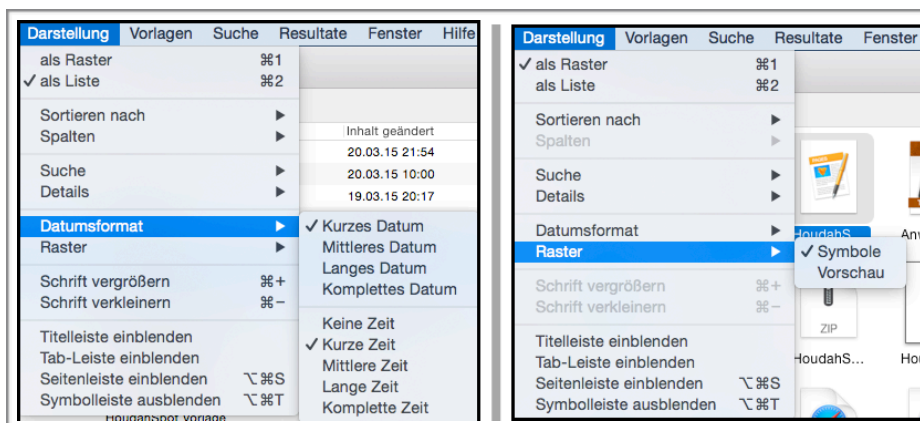 Darstellung Vorlagen Suche Resultate Fenster Hilfe
als Raster ⌘1
✓ als Liste ⌘2
Sortieren nach ▶
Spalten ▶
Suche ▶
Details ▶
Datumsformat ▶
Raster ▶
Schrift vergrößern ⌘+
Schrift verkleinern ⌘−
Titelleiste einblenden
Tab-Leiste einblenden
Seitenleiste einblenden ⌥⌘S
Symbolleiste ausblenden ⌥⌘T
HoudahSpot Vorlage
Inhalt geändert
20.03.15 21:54
20.03.15 10:00
19.03.15 20:17
✓ Kurzes Datum
Mittleres Datum
Langes Datum
Komplettes Datum
Keine Zeit
✓ Kurze Zeit
Mittlere Zeit
Lange Zeit
Komplette Zeit
Darstellung Vorlagen Suche Resultate Fenster
✓ als Raster ⌘1
als Liste ⌘2
Sortieren nach ▶
Spalten ▶
Suche ▶
Details ▶
Datumsformat ▶
Raster ▶
Schrift vergrößern ⌘+
Schrift verkleinern ⌘−
Titelleiste einblenden
Tab-Leiste einblenden
Seitenleiste einblenden ⌥⌘S
Symbolleiste ausblenden ⌥⌘T
PAGES
HoudahS...
Anw
✓ Symbole
Vorschau
ZIP
HoudahS...
Hou